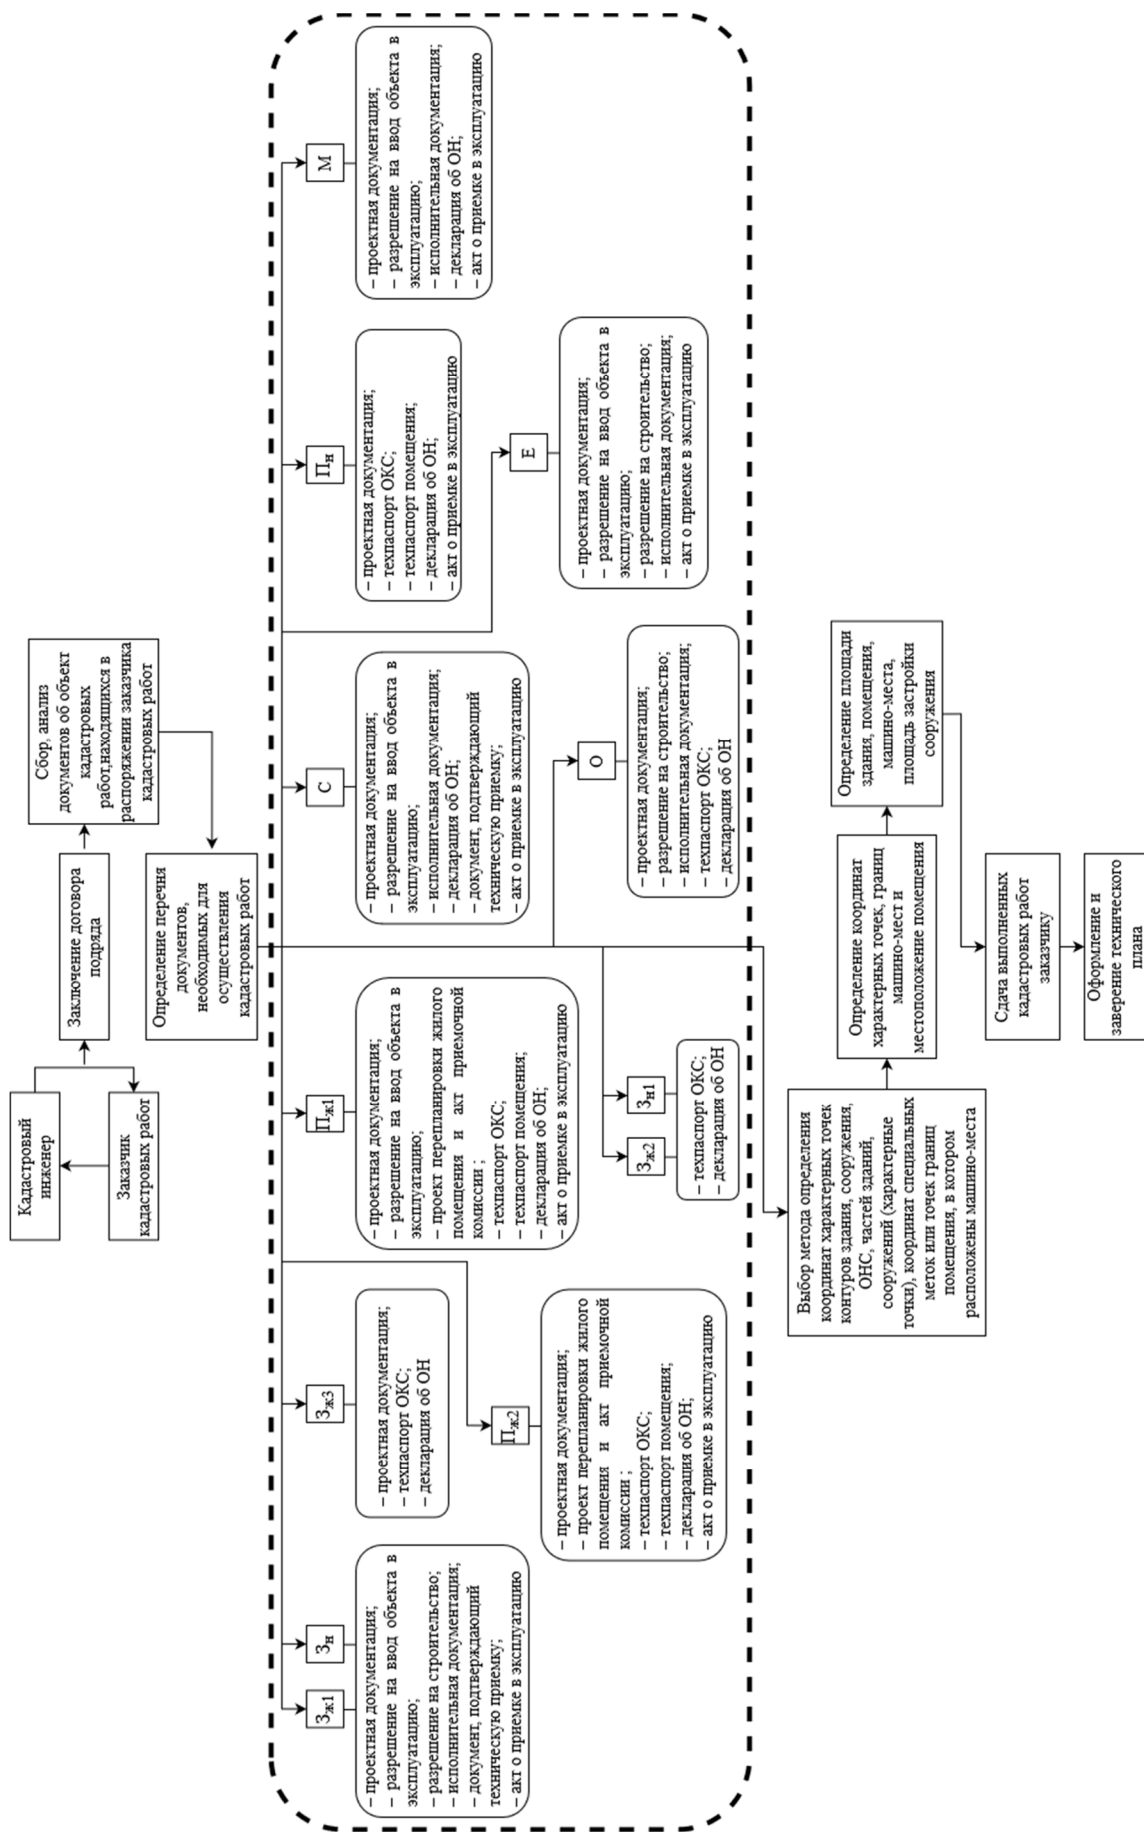 Кадастровый
инженер
Заказчик
кадастровых работ
Заключение договора
подряда
Сбор, анализ
документов об объект
кадастровых
работ,находящихся в
распоряжении заказчика
кадастровых работ
Определение перечня
документов,
необходимых для
осуществления
кадастровых работ
Зж1
Зн
– проектная документация;
– разрешение на ввод объекта в
эксплуатацию;
– разрешение на строительство;
– исполнительная документация;
– документ, подтверждающий
техническую приемку;
– акт о приемке в эксплуатацию
Зж3
– проектная документация;
– техпаспорт ОКС;
– декларация об ОН
Пж2
– проектная документация;
– проект перепланировки жилого
помещения и акт приемочной
комиссии ;
– техпаспорт ОКС;
– техпаспорт помещения;
– декларация об ОН;
– акт о приемке в эксплуатацию
Пж1
– проектная документация;
– разрешение на ввод объекта в
эксплуатацию;
– проект перепланировки жилого
помещения и акт приемочной
комиссии ;
– техпаспорт ОКС;
– техпаспорт помещения;
– декларация об ОН;
– акт о приемке в эксплуатацию
Зж2
Зн1
– техпаспорт ОКС;
– декларация об ОН
С
– проектная документация;
– разрешение на ввод объекта в
эксплуатацию;
– исполнительная документация;
– декларация об ОН;
– документ, подтверждающий
техническую приемку;
– акт о приемке в эксплуатацию
О
– проектная документация;
– разрешение на строительство;
– исполнительная документация;
– техпаспорт ОКС;
– декларация об ОН
Пн
– проектная документация;
– техпаспорт ОКС;
– техпаспорт помещения;
– декларация об ОН;
– акт о приемке в эксплуатацию
Е
– проектная документация;
– разрешение на ввод объекта в
эксплуатацию;
– разрешение на строительство;
– исполнительная документация;
– акт о приемке в эксплуатацию
М
– проектная документация;
– разрешение на ввод объекта в
эксплуатацию;
– исполнительная документация;
– декларация об ОН;
– акт о приемке в эксплуатацию
Выбор метода определения
координат характерных точек
контуров здания, сооружения,
ОНС, частей зданий,
сооружений (характерные
точки), координат специальных
меток или точек границ
помещения, в котором
расположены машино-места
Определение координат
характерных точек, границ
машино-мест и
местоположение помещения
Определение площади
здания, помещения,
машино-места,
площадь застройки
сооружения
Сдача выполненных
кадастровых работ
заказчику
Оформление и
заверение технического
плана